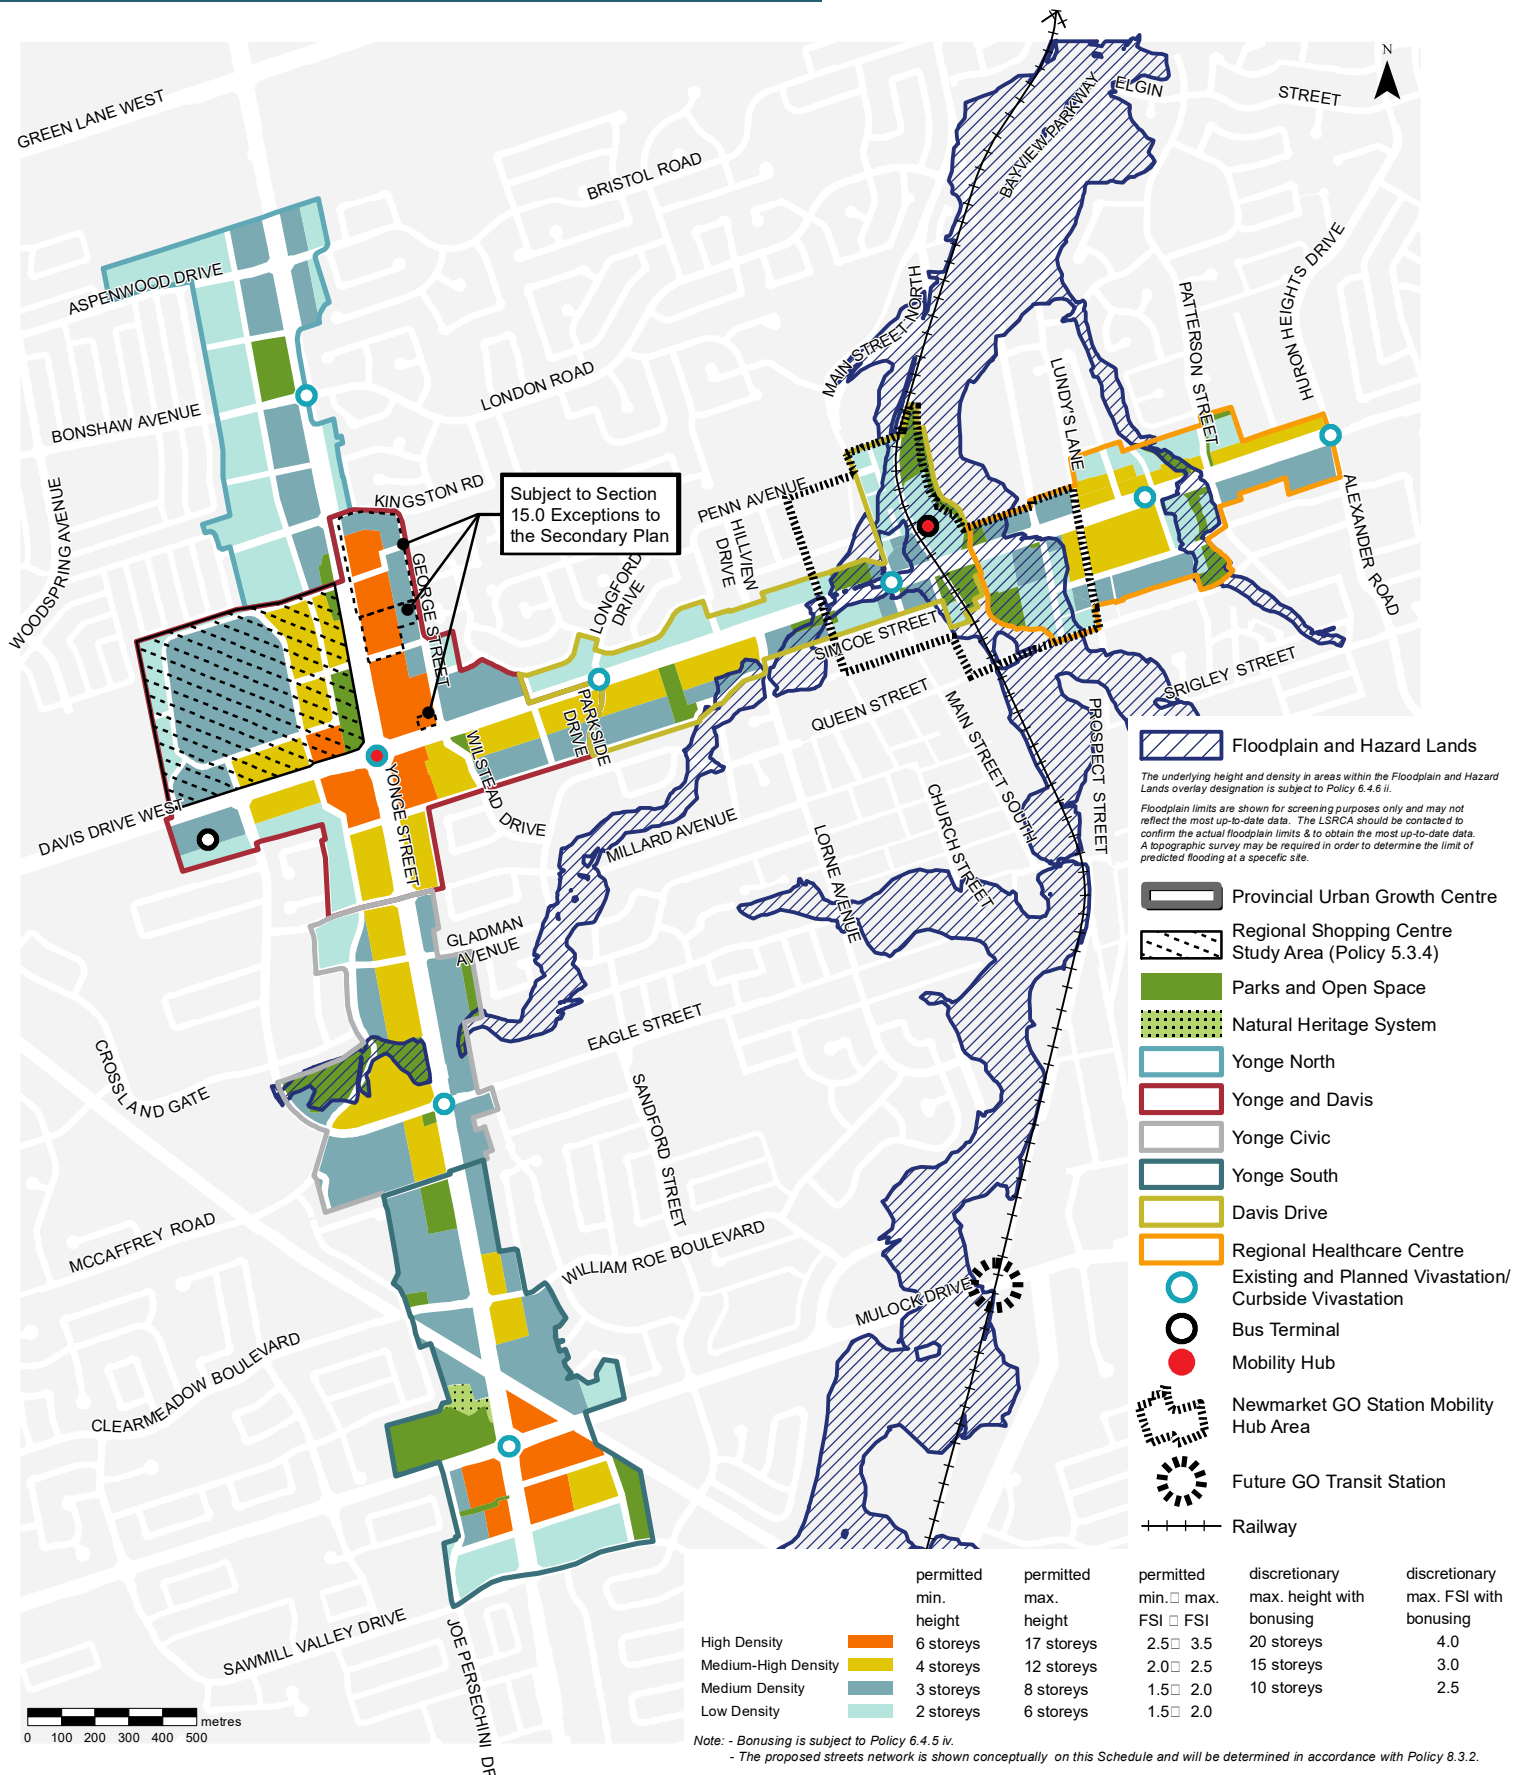 N
GREEN LANE WEST
ELGIN
STREET
BAYVIEW PARKWAY
BRISTOL ROAD
HURON HEIGHTS DRIVE
ASPENWOOD DRIVE
MAIN STREET NORTH
PATTERSON STREET
LONDON ROAD
LUNDY'S LANE
BONSHAW AVENUE
WOODSPRING AVENUE
KINGSTON RD
Subject to Section
15.0 Exceptions to
the Secondary Plan
PENN AVENUE
HILLVIEW
DRIVE
ALEXANDER ROAD
GEORGE STREET
LONGFORD
DRIVE
SIMCOE STREET
SRIGLEY STREET
QUEEN STREET
MAIN STREET SOUTH
PROSPECT STREET
PARKSIDE
DRIVE
WILSTEAD DRIVE
YONGE STREET
DAVIS DRIVE WEST
MILLARD AVENUE
LORNE AVENUE
CHURCH STREET
GLADMAN
AVENUE
EAGLE STREET
CROSSLAND GATE
SANDFORD STREET
MCCAFFREY ROAD
WILLIAM ROE BOULEVARD
MULOCK DRIVE
CLEARMEADOW BOULEVARD
SAWMILL VALLEY DRIVE
JOE PERSECHINI DR
Floodplain and Hazard Lands
The underlying height and density in areas within the Floodplain and Hazard
Lands overlay designation is subject to Policy 6.4.6 ii.
Floodplain limits are shown for screening purposes only and may not
reflect the most up-to-date data. The LSRCA should be contacted to
confirm the actual floodplain limits & to obtain the most up-to-date data.
A topographic survey may be required in order to determine the limit of
predicted flooding at a specefic site.
Provincial Urban Growth Centre
Regional Shopping Centre
Study Area (Policy 5.3.4)
Parks and Open Space
Natural Heritage System
Yonge North
Yonge and Davis
Yonge Civic
Yonge South
Davis Drive
Regional Healthcare Centre
Existing and Planned Vivastation/
Curbside Vivastation
Bus Terminal
Mobility Hub
Newmarket GO Station Mobility
Hub Area
Future GO Transit Station
Railway
permitted permitted permitted discretionary discretionary
min. max. min.□ max. max. height with max. FSI with
height height FSI □ FSI bonusing bonusing
High Density 6 storeys 17 storeys 2.5□ 3.5 20 storeys 4.0
Medium-High Density 4 storeys 12 storeys 2.0□ 2.5 15 storeys 3.0
Medium Density 3 storeys 8 storeys 1.5□ 2.0 10 storeys 2.5
Low Density 2 storeys 6 storeys 1.5□ 2.0
metres
0 100 200 300 400 500
Note: - Bonusing is subject to Policy 6.4.5 iv.
- The proposed streets network is shown conceptually on this Schedule and will be determined in accordance with Policy 8.3.2.